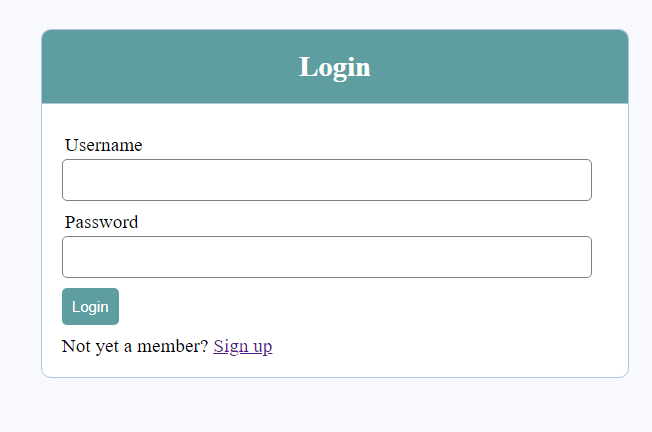 Login
Username
Password
Login
Not yet a member? Sign up